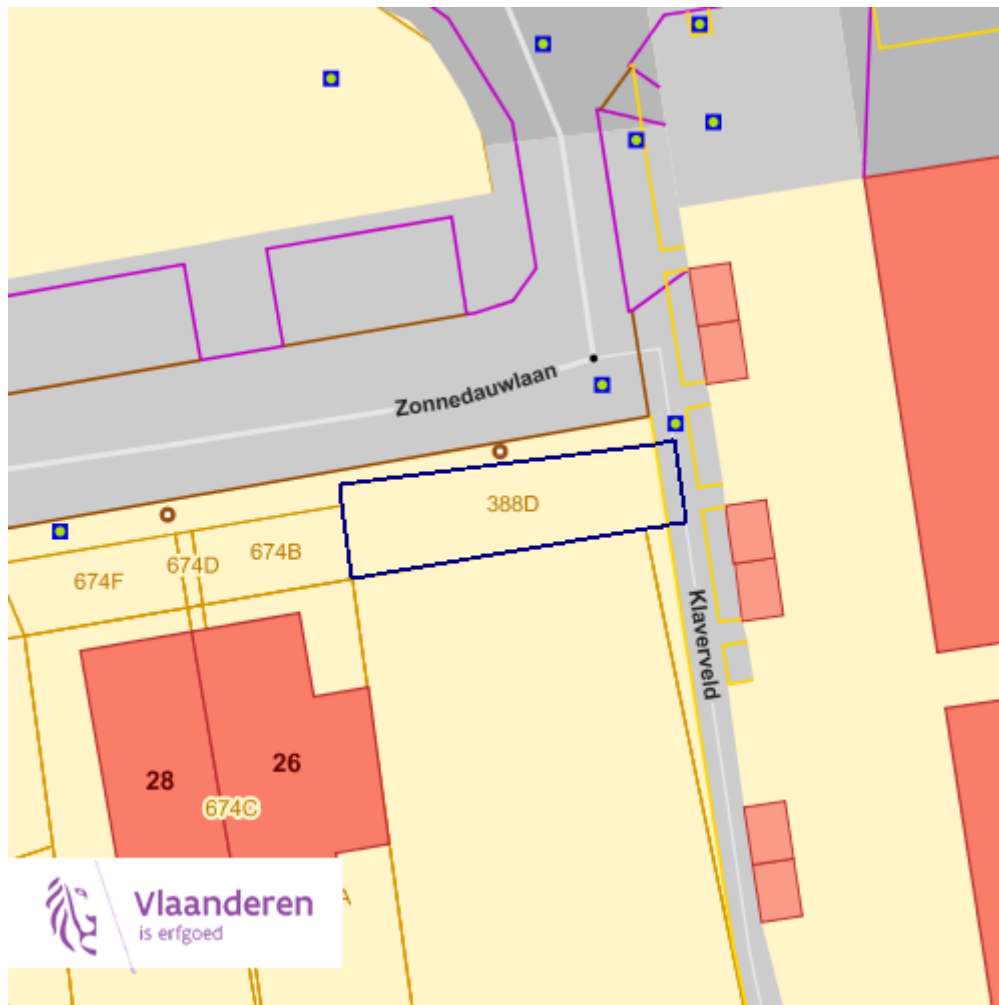 Zonnedauwlaan
388D
674B
674D
674F
Klaverveld
26
28
674C
A
Vlaanderen
is erfgoed